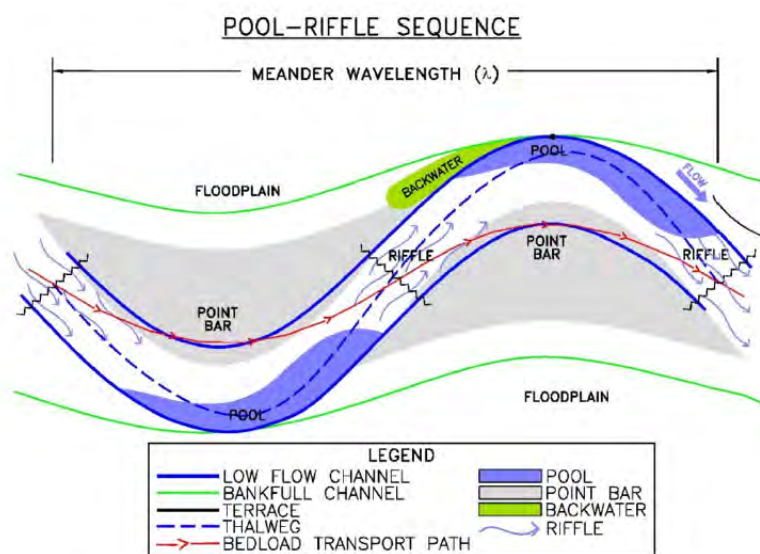 POOL-RIFFLE SEQUENCE
MEANDER WAVELENGTH (λ)
POOL
BACKWATER
FLOODPLAIN
FLOW
RIFFLE
POINT
BAR
RIFFLE
POINT
BAR
POOL
FLOODPLAIN
LEGEND
LOW FLOW CHANNEL
BANKFULL CHANNEL
TERRACE
THALWEG
BEDLOAD TRANSPORT PATH
POOL
POINT BAR
BACKWATER
RIFFLE